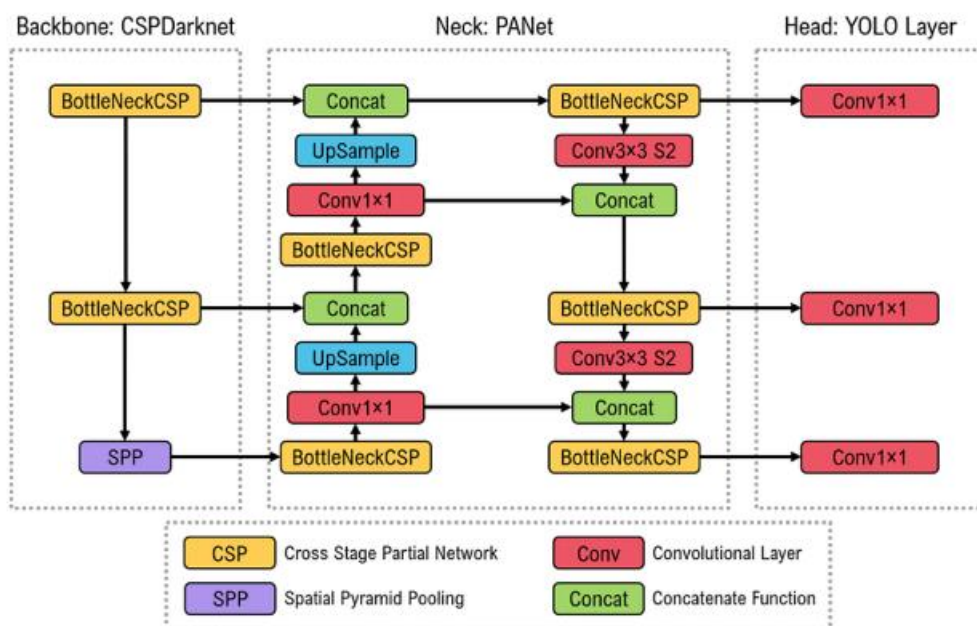 Backbone: CSPDarknet
Neck: PANet
Head: YOLO Layer
BottleNeckCSP
Concat
BottleNeckCSP
Conv1×1
UpSample
Conv3×3 S2
Conv1×1
Concat
BottleNeckCSP
BottleNeckCSP
Concat
BottleNeckCSP
Conv1×1
UpSample
Conv3×3 S2
Conv1×1
Concat
SPP
BottleNeckCSP
BottleNeckCSP
Conv1×1
CSP
Cross Stage Partial Network
Conv
Convolutional Layer
SPP
Spatial Pyramid Pooling
Concat
Concatenate Function